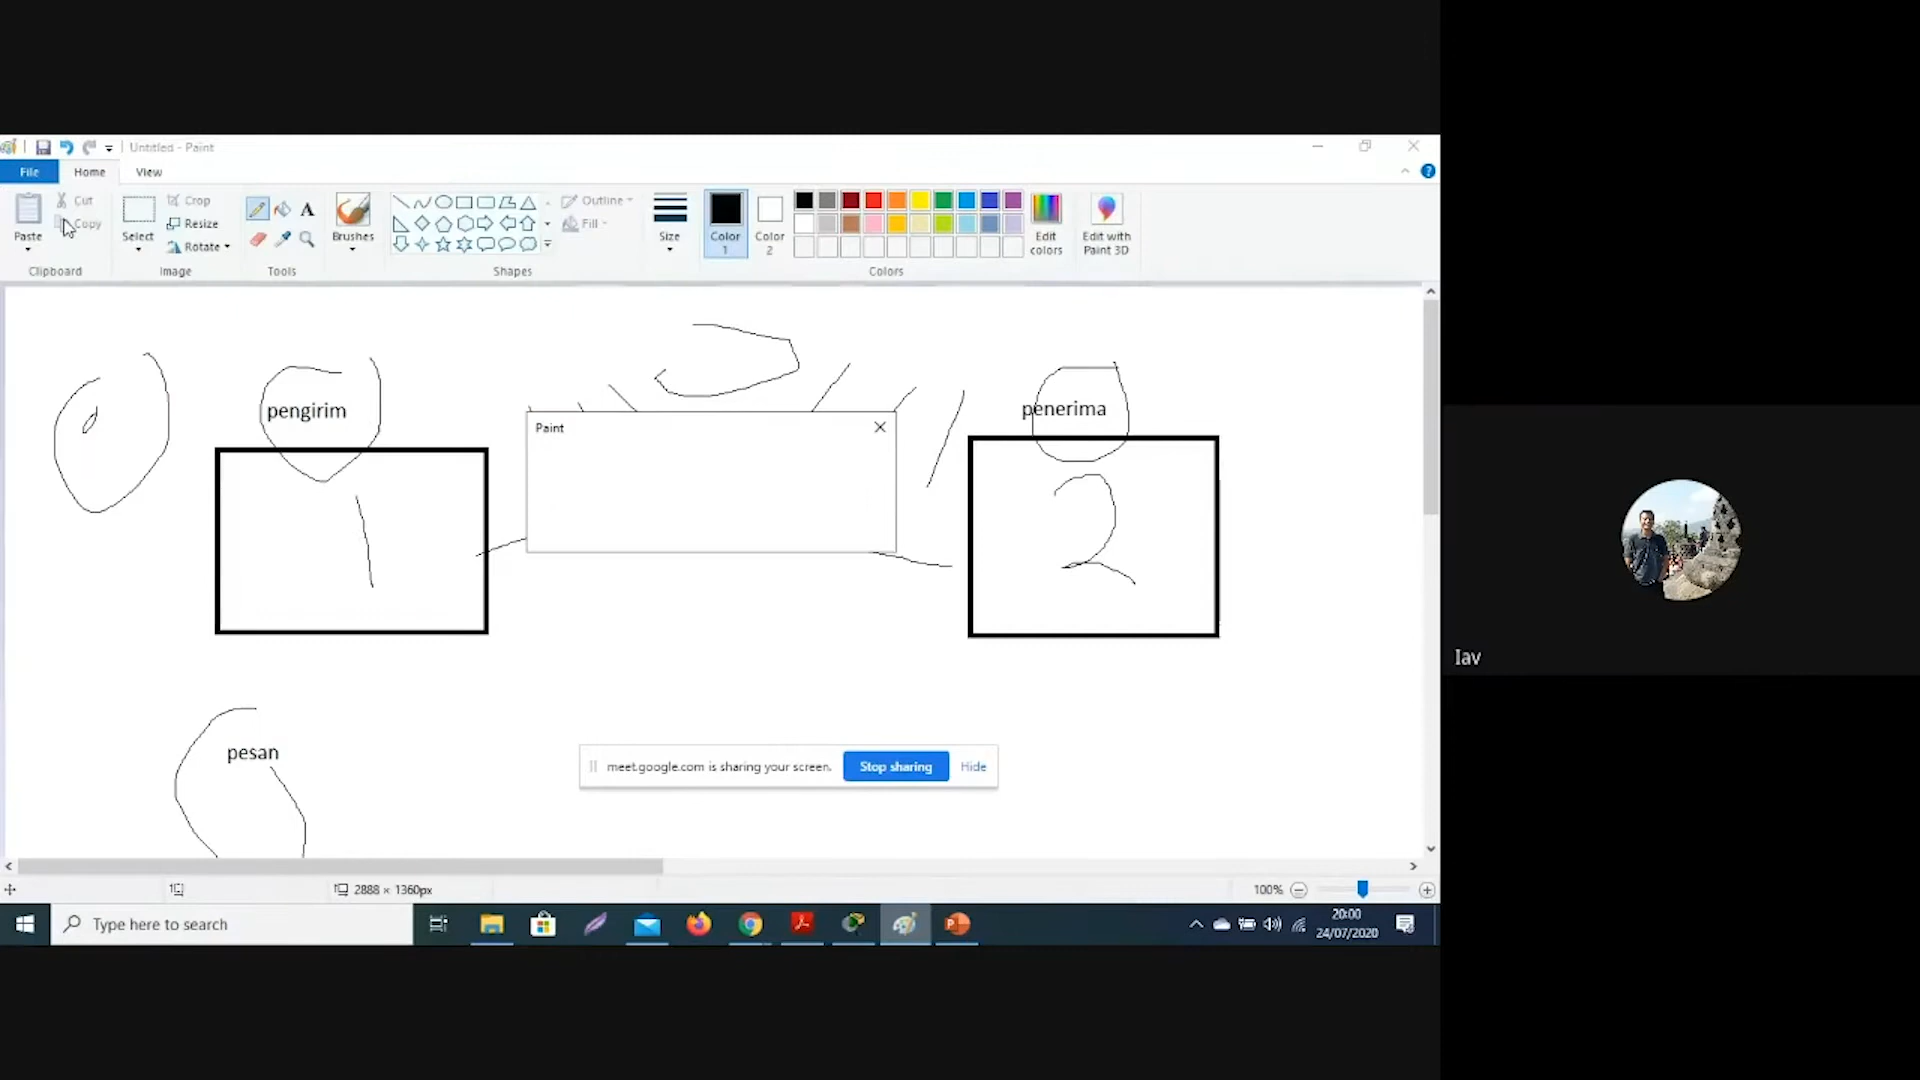 Untitled - Paint
File Home View
Paste
Cut
Copy
Clipboard
Select
Crop
Resize
Rotate
Image
A
Tools
Brushes
Outline
Fill
Shapes
Size
Color 1
Color 2
Edit colors
Colors
Edit with Paint 3D
pengirim
penerima
Paint
1
2
pesan
meet.google.com is sharing your screen. Stop sharing Hide
2888 × 1360px
100%
Type here to search
20:00
24/07/2020
Iav